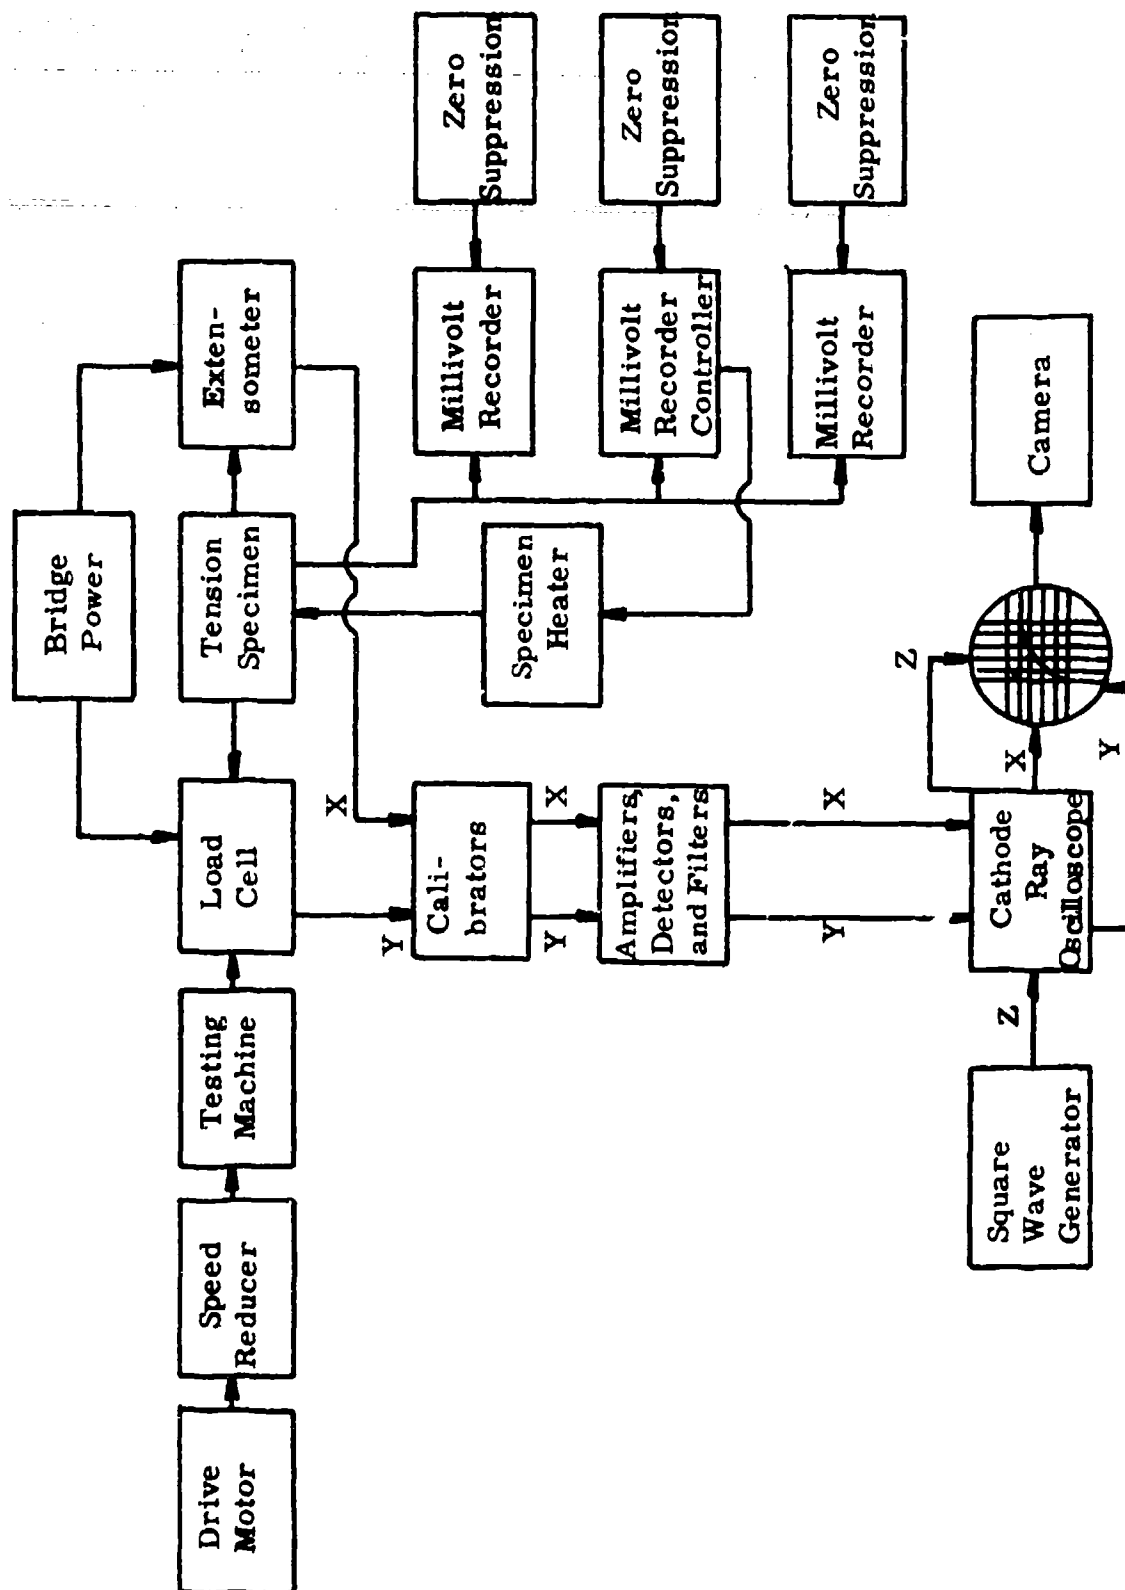 Bridge
Power
Drive
Motor
Speed
Reducer
Testing
Machine
Load
Cell
Tension
Specimen
Exten-
someter
Y
X
Cali-
brators
Y
X
Amplifiers,
Detectors,
and Filters
Y
X
Specimen
Heater
Millivolt
Recorder
Zero
Suppression
Millivolt
Recorder
Controller
Zero
Suppression
Millivolt
Recorder
Zero
Suppression
Square
Wave
Generator
Z
Cathode
Ray
Oscilloscope
Z
X
Y
Camera